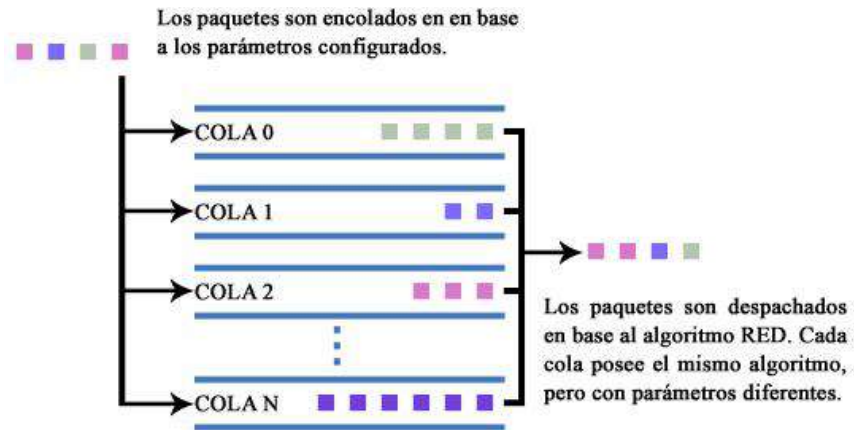 Los paquetes son encolados en en base
a los parámetros configurados.
COLA 0
COLA 1
COLA 2
COLA N
Los paquetes son despachados
en base al algoritmo RED. Cada
cola posee el mismo algoritmo,
pero con parámetros diferentes.